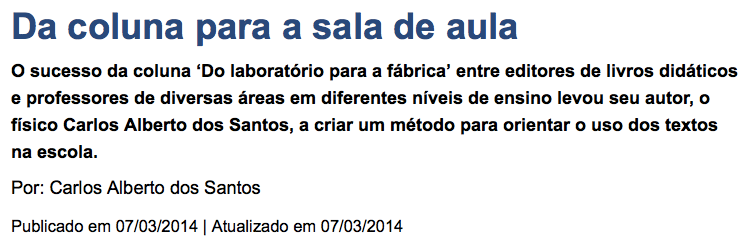 Da coluna para a sala de aula
O sucesso da coluna ‘Do laboratório para a fábrica’ entre editores de livros didáticos
e professores de diversas áreas em diferentes níveis de ensino levou seu autor, o
físico Carlos Alberto dos Santos, a criar um método para orientar o uso dos textos
na escola.
Por: Carlos Alberto dos Santos
Publicado em 07/03/2014 | Atualizado em 07/03/2014